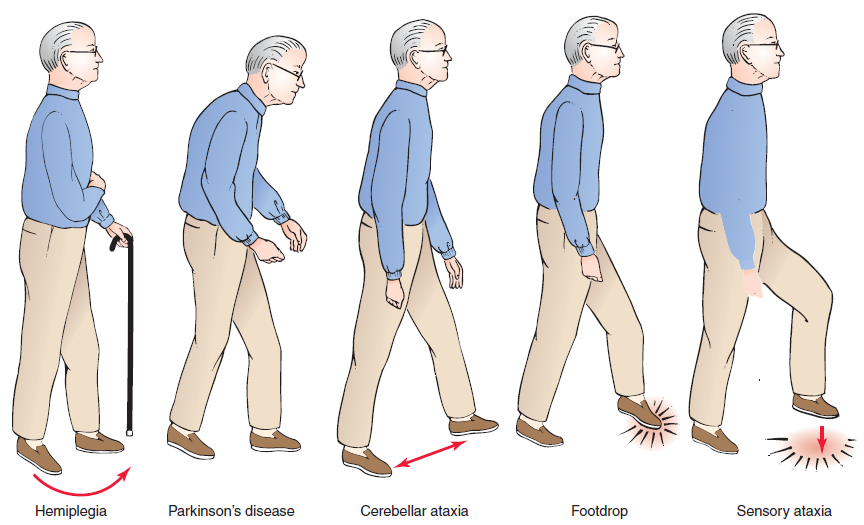 Hemiplegia
Parkinson's disease
Cerebellar ataxia
Footdrop
Sensory ataxia